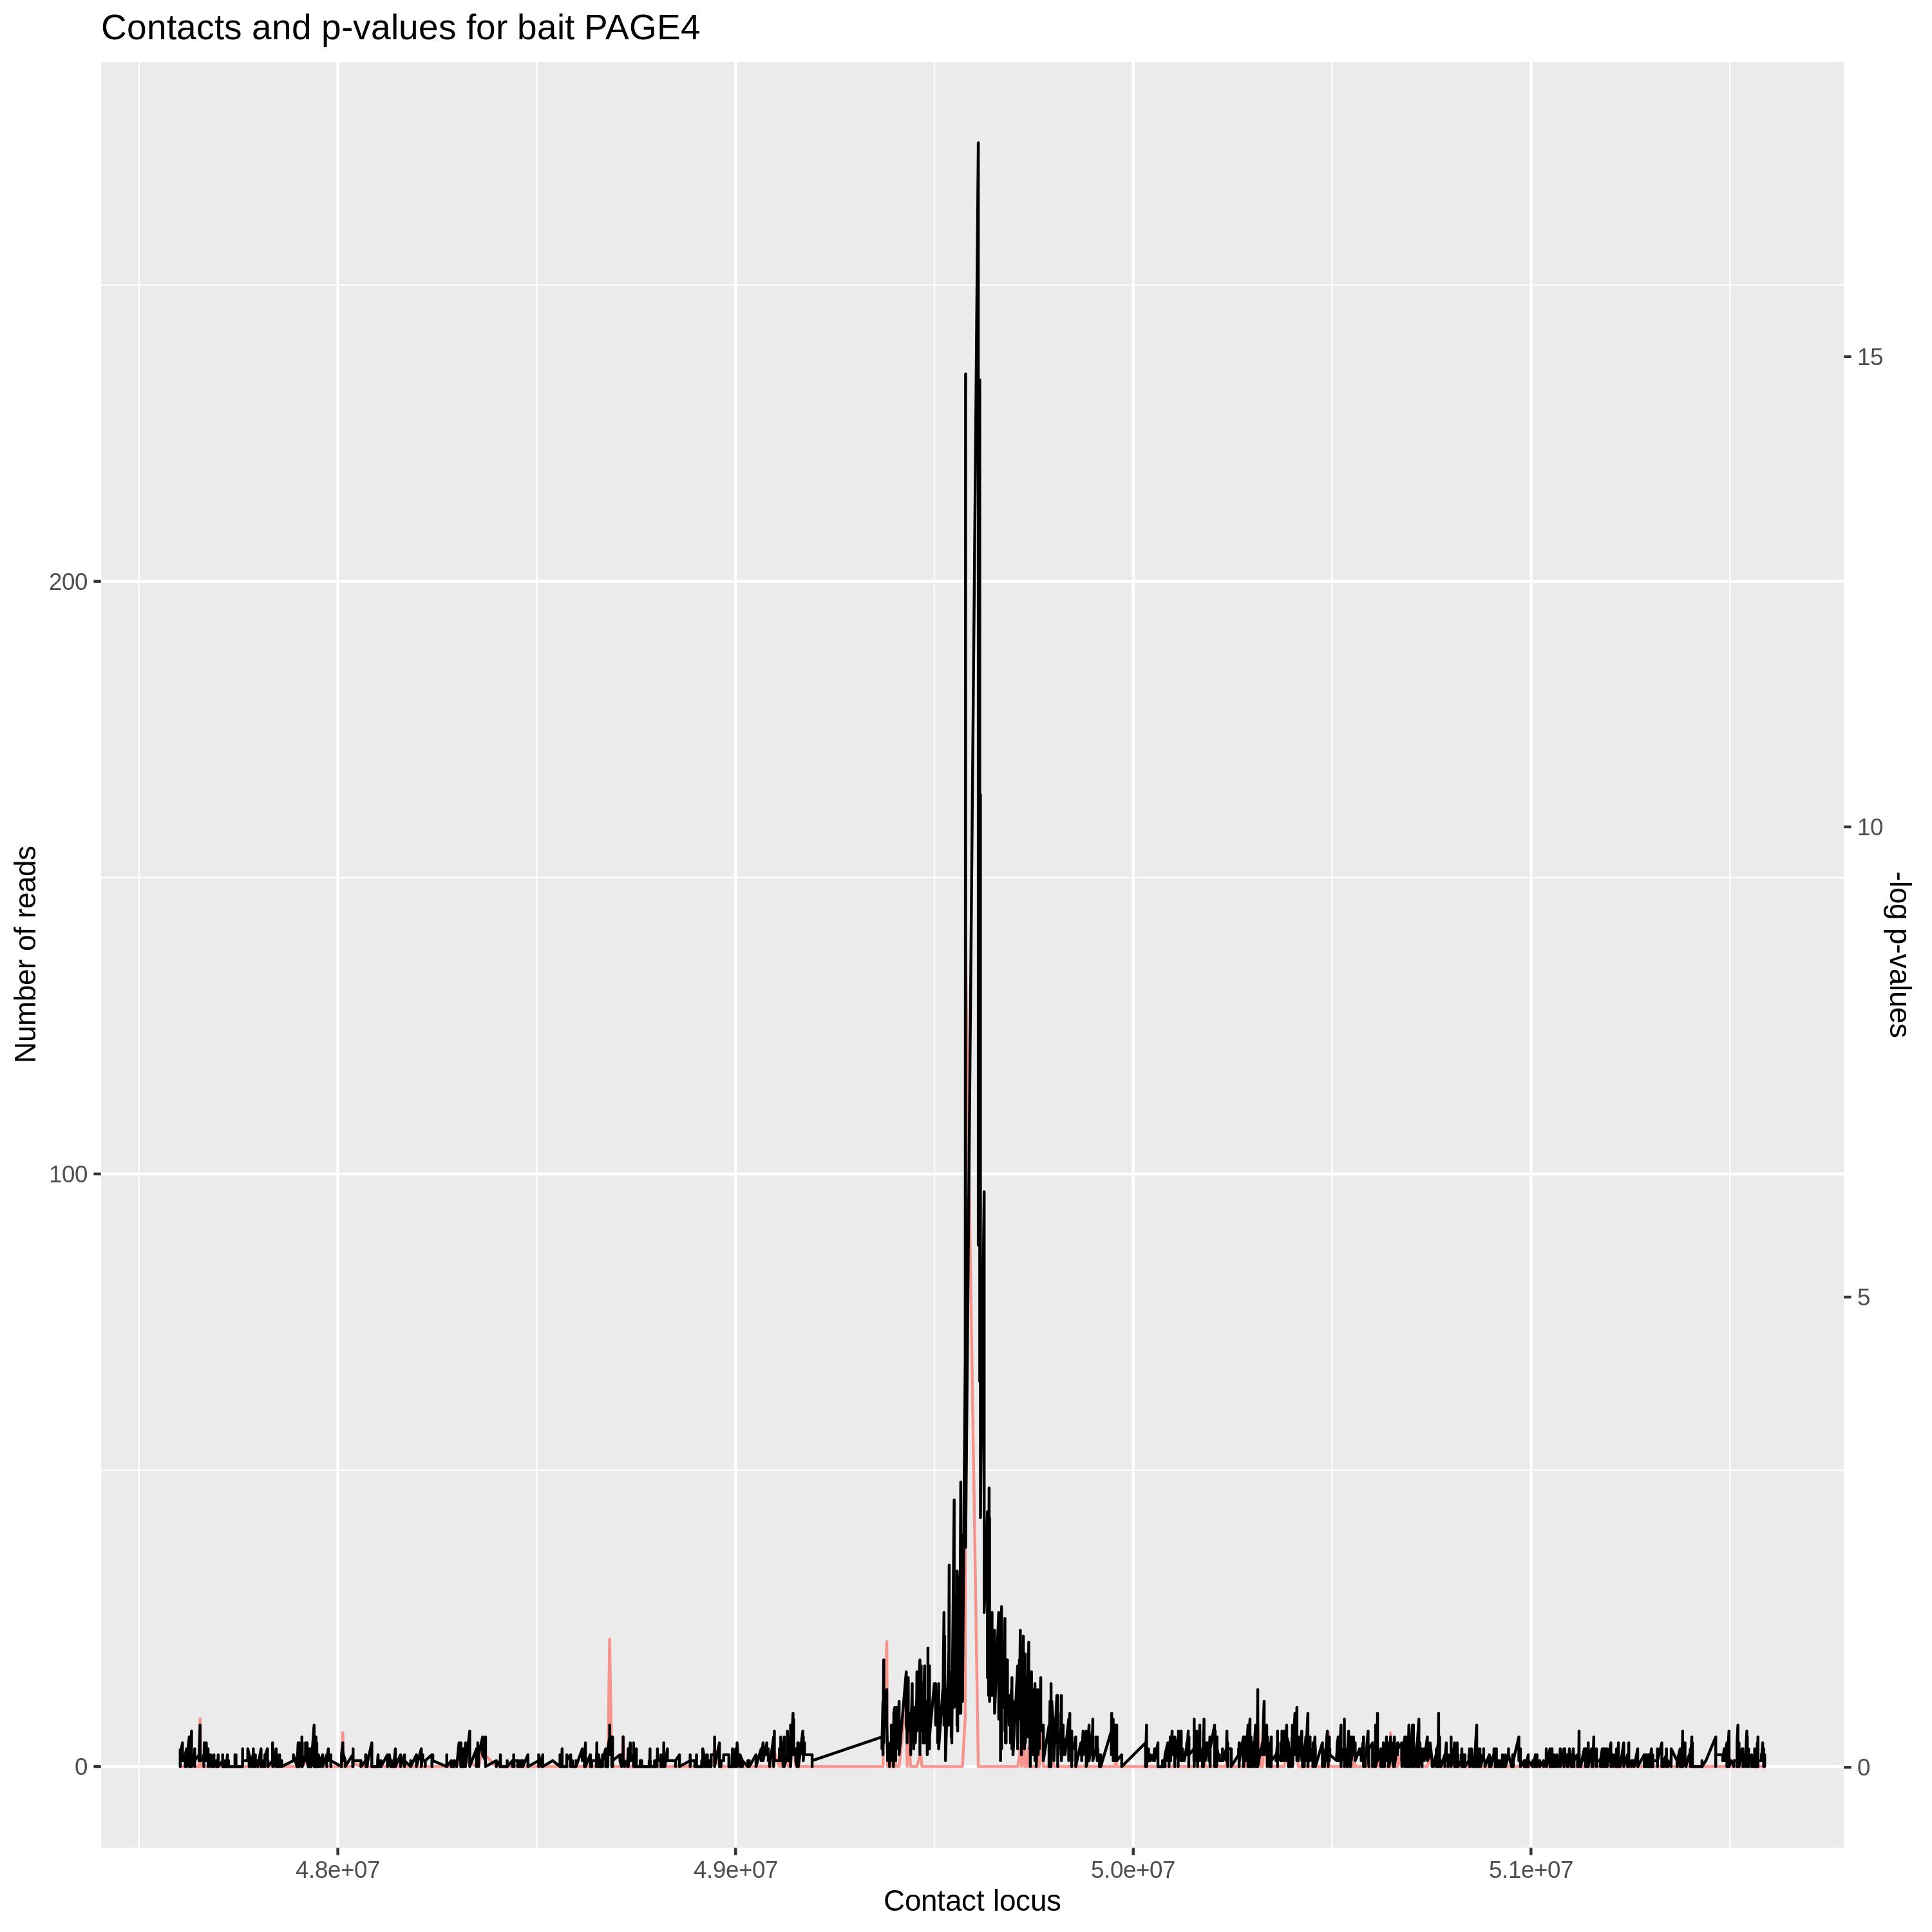 Contacts and p-values for bait PAGE4
Number of reads
200
100
0
15
10
5
0
-log p-values
4.8e+07
4.9e+07
5.0e+07
5.1e+07
Contact locus